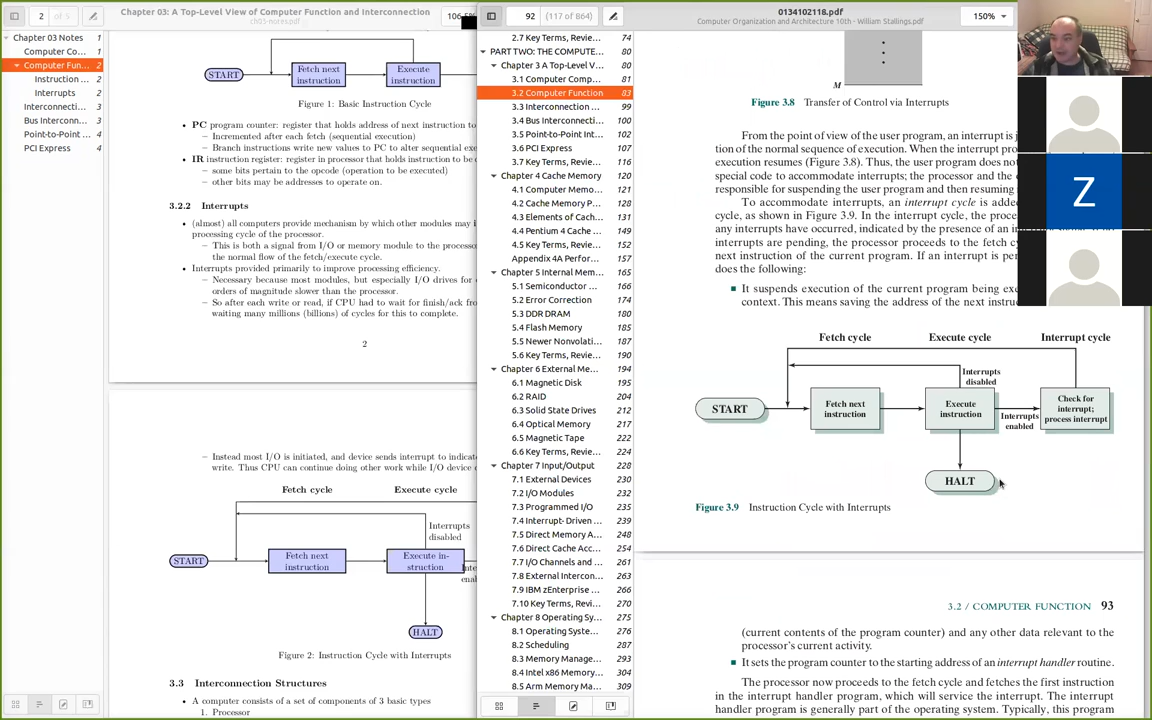 2
Chapter 03: A Top-Level View of Computer Function and Interconnection
ch03-notes.pdf
106.5
Chapter 03 Notes 1
Computer Co... 1
Computer Fun... 2
Instruction ... 2
Interrupts 2
Interconnecti... 3
Bus Interconn... 3
Point-to-Point ... 4
PCI Express 4
START
Fetch next
instruction
Execute
instruction
Figure 1: Basic Instruction Cycle
• PC program counter: register that holds address of next instruction to
– Incremented after each fetch (sequential execution)
– Branch instructions write new values to PC to alter sequential exe
• IR instruction register: register in processor that holds instruction to be
– some bits pertain to the opcode (operation to be executed)
– other bits may be addresses to operate on.
3.2.2 Interrupts
• (almost) all computers provide mechanism by which other modules may i
processing cycle of the processor.
– This is both a signal from I/O or memory module to the processo
the normal flow of the fetch/execute cycle.
• Interrupts provided primarily to improve processing efficiency.
– Necessary because most modules, but especially I/O drives for
orders of magnitude slower than the processor.
– So after each write or read, if CPU had to wait for finish/ack from
waiting many millions (billions) of cycles for this to complete.
2
– Instead most I/O is initiated, and device sends interrupt to indicate
write. Thus CPU can continue doing other work while I/O device
Fetch cycle
Execute cycle
Interrupts
disabled
START
Fetch next
instruction
Execute in-
struction
Inte
enab
HALT
Figure 2: Instruction Cycle with Interrupts
3.3 Interconnection Structures
• A computer consists of a set of components of 3 basic types
1. Processor
92 (117 of 864)
0134102118.pdf
Computer Organization and Architecture 10th - William Stallings.pdf
150%
2.7 Key Terms, Revie... 74
PART TWO: THE COMPUTE... 80
Chapter 3 A Top-Level V... 80
3.1 Computer Comp... 81
3.2 Computer Function 83
3.3 Interconnection ... 99
3.4 Bus Interconnecti... 100
3.5 Point-to-Point Int... 102
3.6 PCI Express 107
3.7 Key Terms, Revie... 116
Chapter 4 Cache Memory 120
4.1 Computer Memo... 121
4.2 Cache Memory P... 128
4.3 Elements of Cach... 131
4.4 Pentium 4 Cache ... 149
4.5 Key Terms, Revie... 152
Appendix 4A Perfor... 157
Chapter 5 Internal Mem... 165
5.1 Semiconductor ... 166
5.2 Error Correction 174
5.3 DDR DRAM 180
5.4 Flash Memory 185
5.5 Newer Nonvolati... 187
5.6 Key Terms, Revie... 190
Chapter 6 External Me... 194
6.1 Magnetic Disk 195
6.2 RAID 204
6.3 Solid State Drives 212
6.4 Optical Memory 217
6.5 Magnetic Tape 222
6.6 Key Terms, Revie... 224
Chapter 7 Input/Output 228
7.1 External Devices 230
7.2 I/O Modules 232
7.3 Programmed I/O 235
7.4 Interrupt- Driven ... 239
7.5 Direct Memory A... 248
7.6 Direct Cache Acc... 254
7.7 I/O Channels and ... 261
7.8 External Intercon... 263
7.9 IBM zEnterprise ... 266
7.10 Key Terms, Revi... 270
Chapter 8 Operating Sy... 275
8.1 Operating Syste... 276
8.2 Scheduling 287
8.3 Memory Manage... 293
8.4 Intel x86 Memory... 304
8.5 Arm Memory Ma... 309
M
Figure 3.8 Transfer of Control via Interrupts
From the point of view of the user program, an interrupt is j
tion of the normal sequence of execution. When the interrupt pro
execution resumes (Figure 3.8). Thus, the user program does not
special code to accommodate interrupts; the processor and the
responsible for suspending the user program and then resuming
To accommodate interrupts, an interrupt cycle is added
cycle, as shown in Figure 3.9. In the interrupt cycle, the proce
any interrupts have occurred, indicated by the presence of an
interrupts are pending, the processor proceeds to the fetch cy
next instruction of the current program. If an interrupt is pen
does the following:
■ It suspends execution of the current program being exe
context. This means saving the address of the next instruc
Fetch cycle
Execute cycle
Interrupt cycle
Interrupts
disabled
START
Fetch next
instruction
Execute
instruction
Interrupts
enabled
Check for
interrupt;
process interrupt
HALT
Figure 3.9 Instruction Cycle with Interrupts
3.2 / COMPUTER FUNCTION 93
(current contents of the program counter) and any other data relevant to the
processor's current activity.
■ It sets the program counter to the starting address of an interrupt handler routine.
The processor now proceeds to the fetch cycle and fetches the first instruction
in the interrupt handler program, which will service the interrupt. The interrupt
handler program is generally part of the operating system. Typically, this program
Z